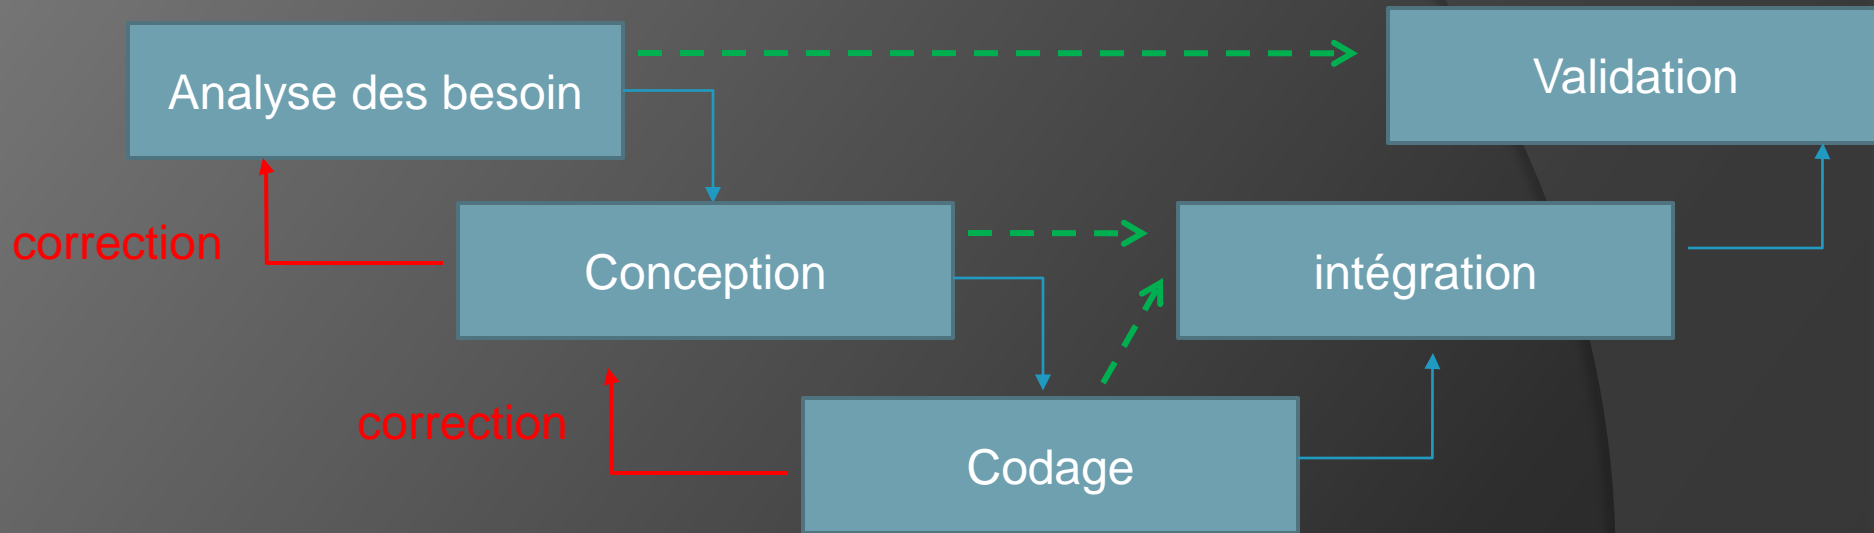 Analyse des besoin
Validation
correction
Conception
intégration
correction
Codage